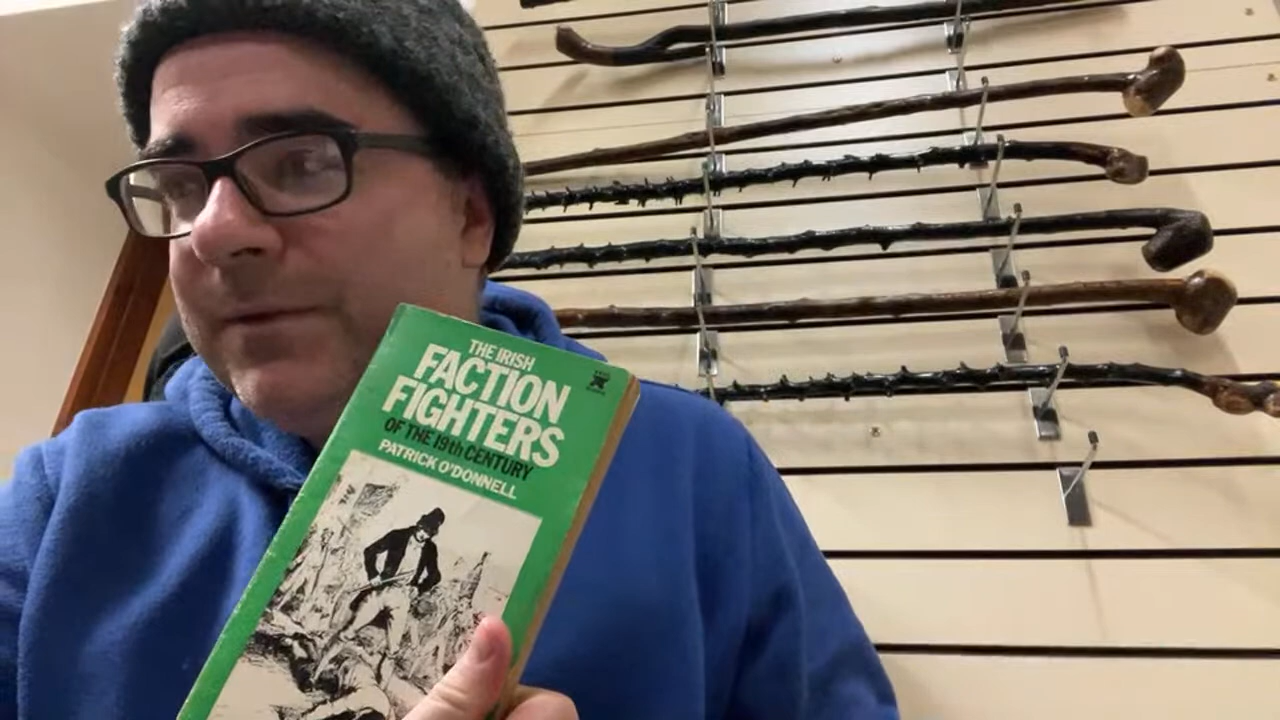 THE IRISH
FACTION
FIGHTERS
OF THE 19th CENTURY
PATRICK O'DONNELL